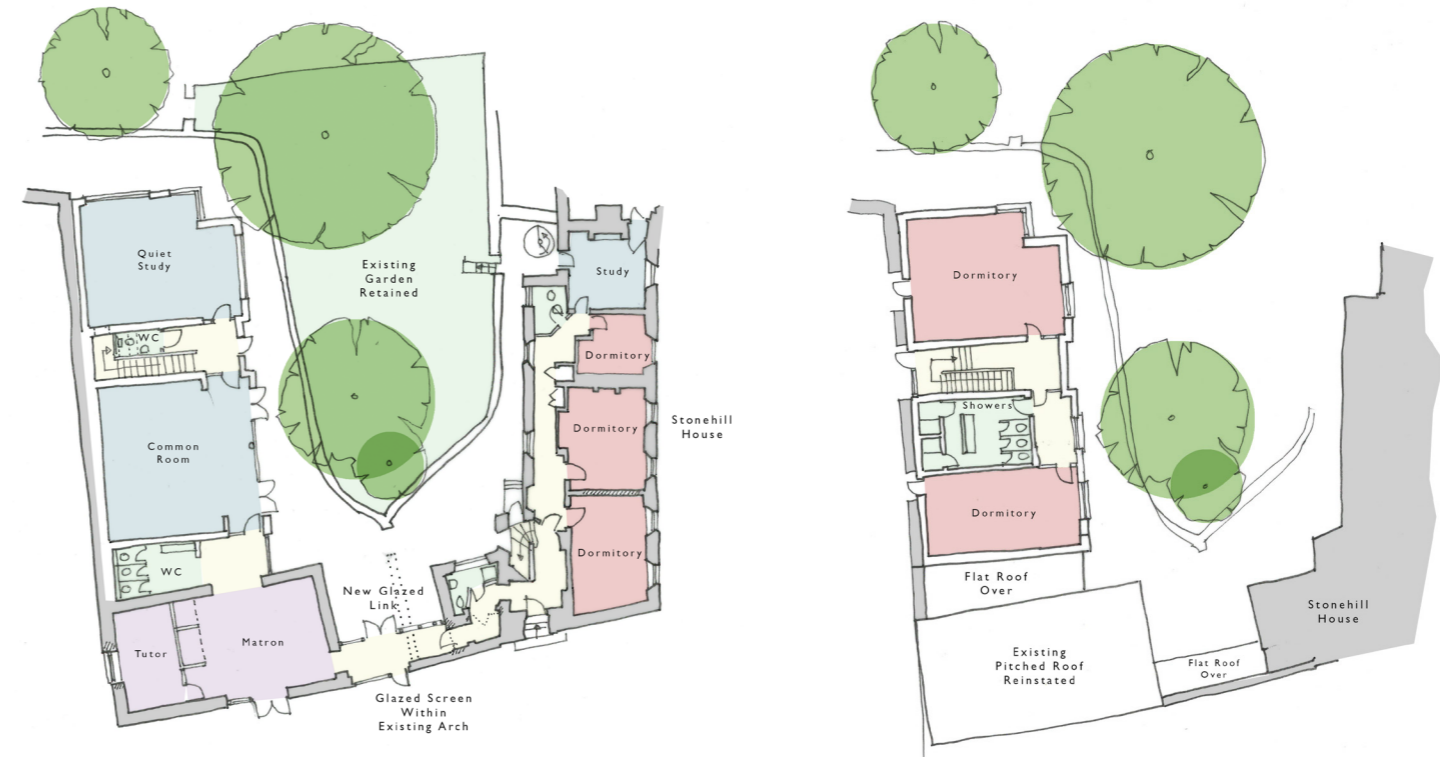 Quiet
Study
WC
Common
Room
WC
Tutor
Matron
Existing
Garden
Retained
New Glazed
Link
Glazed Screen
Within
Existing Arch
Study
Dormitory
Dormitory
Dormitory
Stonehill
House
Dormitory
Showers
Dormitory
Flat Roof
Over
Existing
Pitched Roof
Reinstated
Flat Roof
Over
Stonehill
House